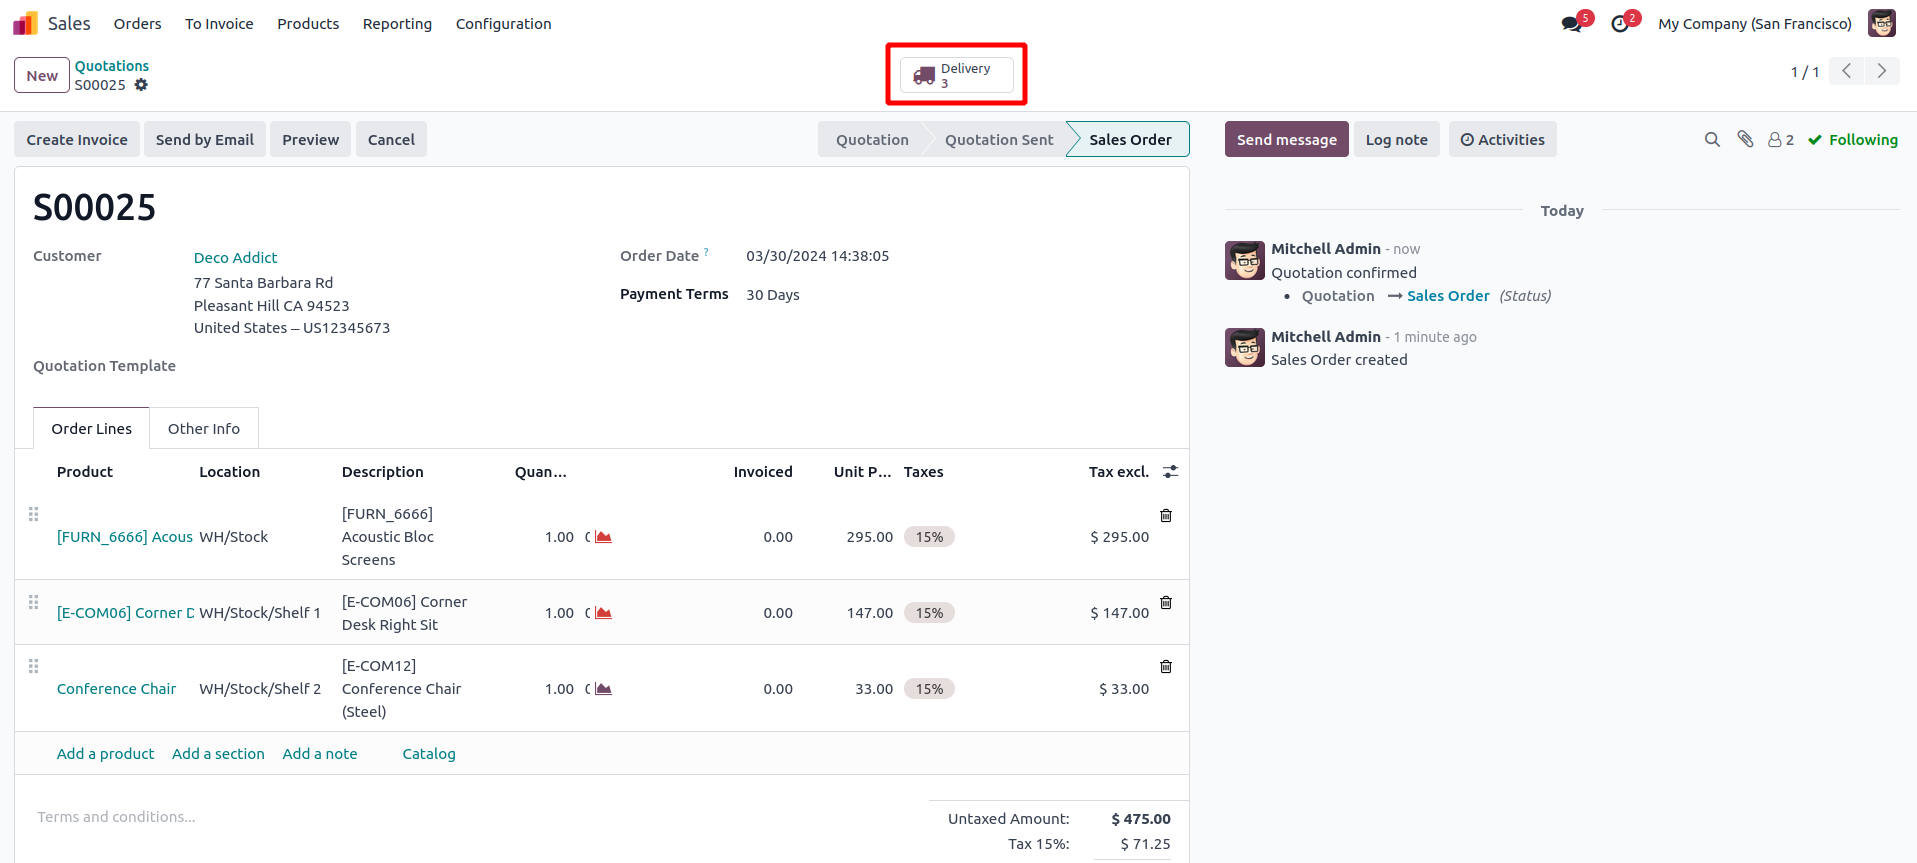 Sales Orders To Invoice Products Reporting Configuration 5 2 My Company (San Francisco)
New Quotations
S00025
Delivery
3
1 / 1
Create Invoice Send by Email Preview Cancel Quotation Quotation Sent Sales Order
Send message Log note Activities 2 Following
S00025
Customer Deco Addict
77 Santa Barbara Rd
Pleasant Hill CA 94523
United States – US12345673
Order Date ? 03/30/2024 14:38:05
Payment Terms 30 Days
Quotation Template
Order Lines Other Info
Product Location Description Quan... Invoiced Unit P... Taxes Tax excl.
[FURN_6666] Acous WH/Stock [FURN_6666]
Acoustic Bloc
Screens 1.00 0.00 295.00 15% $ 295.00
[E-COM06] Corner D WH/Stock/Shelf 1 [E-COM06] Corner
Desk Right Sit 1.00 0.00 147.00 15% $ 147.00
Conference Chair WH/Stock/Shelf 2 [E-COM12]
Conference Chair
(Steel) 1.00 0.00 33.00 15% $ 33.00
Add a product Add a section Add a note Catalog
Terms and conditions...
Untaxed Amount: $ 475.00
Tax 15%: $ 71.25
Today
Mitchell Admin - now
Quotation confirmed
• Quotation → Sales Order (Status)
Mitchell Admin - 1 minute ago
Sales Order created